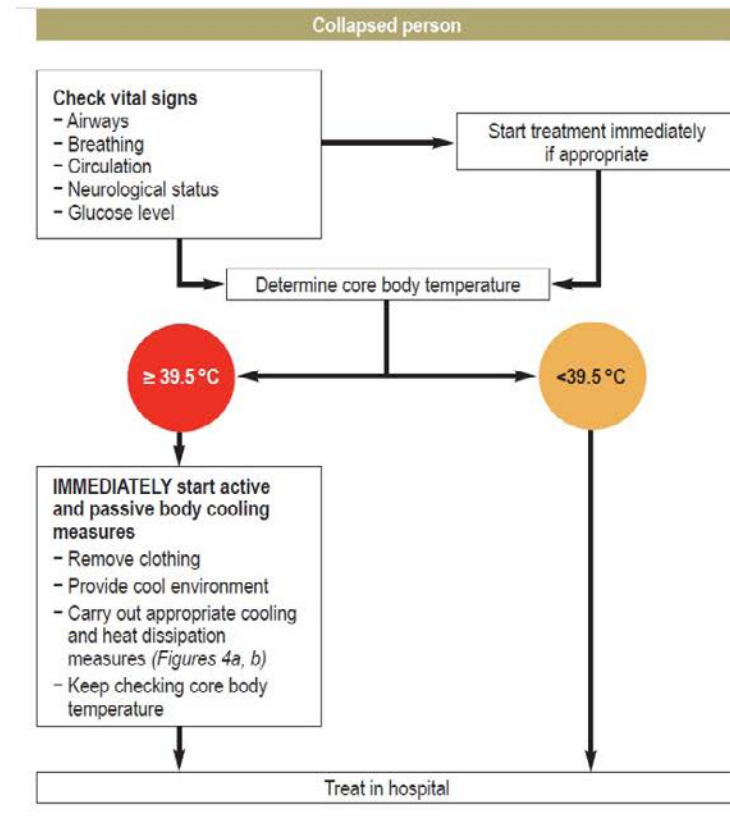 Collapsed person
Check vital signs
– Airways
– Breathing
– Circulation
– Neurological status
– Glucose level
Start treatment immediately
if appropriate
Determine core body temperature
≥ 39.5 °C
<39.5 °C
IMMEDIATELY start active
and passive body cooling
measures
– Remove clothing
– Provide cool environment
– Carry out appropriate cooling
and heat dissipation
measures (Figures 4a, b)
– Keep checking core body
temperature
Treat in hospital